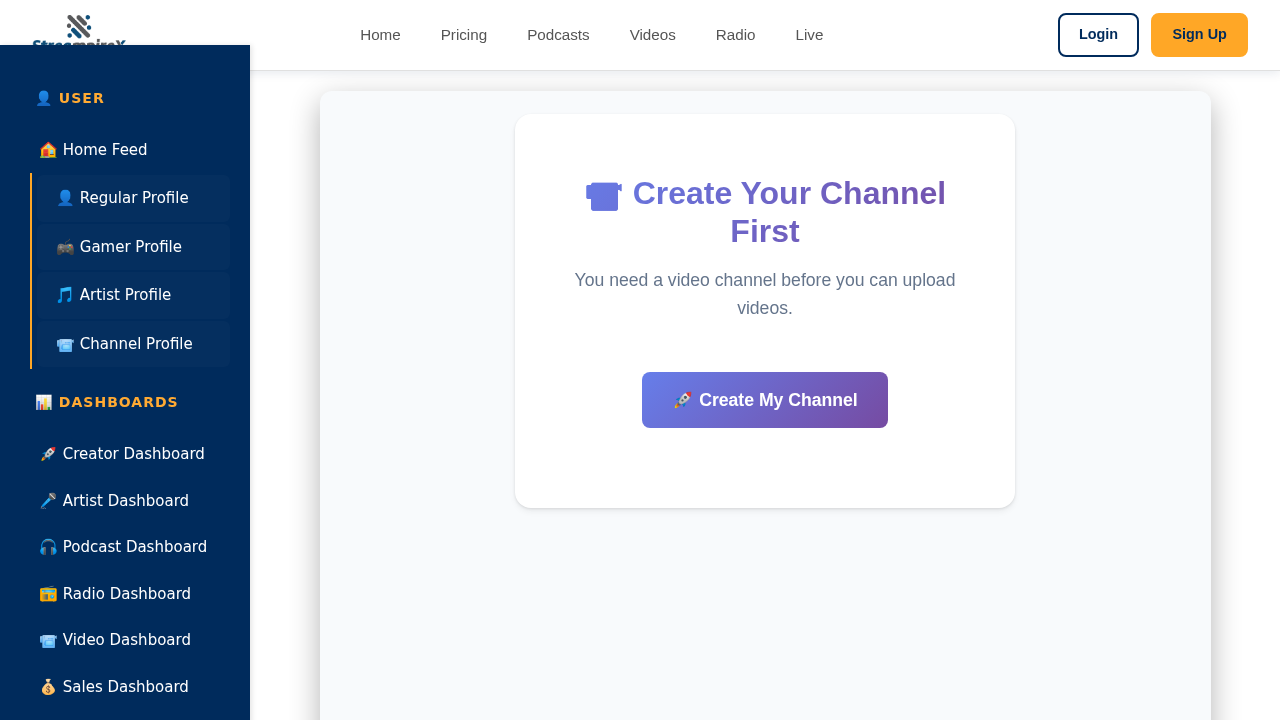 StreampireX
Home
Pricing
Podcasts
Videos
Radio
Live
Login
Sign Up
USER
Home Feed
Regular Profile
Gamer Profile
Artist Profile
Channel Profile
DASHBOARDS
Creator Dashboard
Artist Dashboard
Podcast Dashboard
Radio Dashboard
Video Dashboard
Sales Dashboard
Create Your Channel
First
You need a video channel before you can upload
videos.
Create My Channel